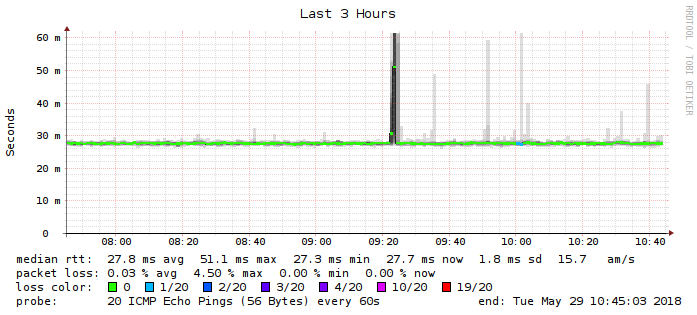 Last 3 Hours
RRDTOOL / TOBI OETIKER
Seconds
60 m
50 m
40 m
30 m
20 m
10 m
0
08:00 08:20 08:40 09:00 09:20 09:40 10:00 10:20 10:40
median rtt: 27.8 ms avg 51.1 ms max 27.3 ms min 27.7 ms now 1.8 ms sd 15.7 am/s
packet loss: 0.03 % avg 4.50 % max 0.00 % min 0.00 % now
loss color: 0 1/20 2/20 3/20 4/20 10/20 19/20
probe: 20 ICMP Echo Pings (56 Bytes) every 60s end: Tue May 29 10:45:03 2018